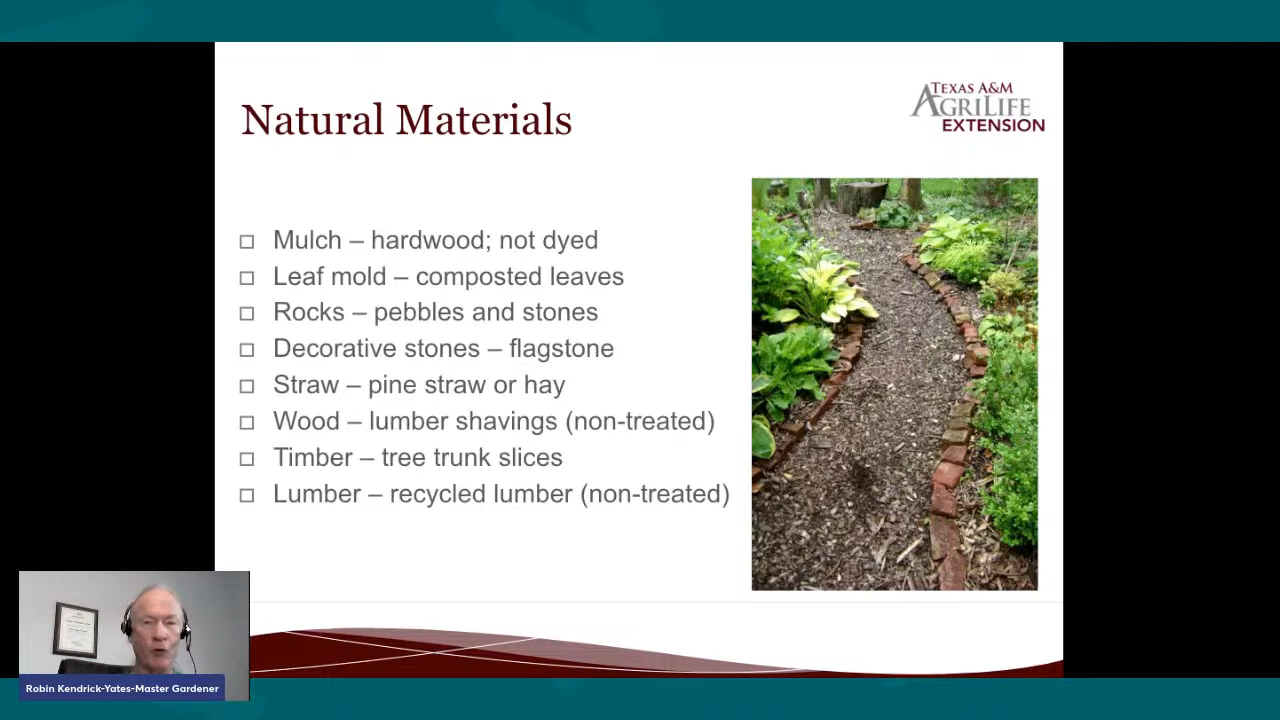 Natural Materials
TEXAS A&M
AGRILIFE
EXTENSION
Mulch – hardwood; not dyed
Leaf mold – composted leaves
Rocks – pebbles and stones
Decorative stones – flagstone
Straw – pine straw or hay
Wood – lumber shavings (non-treated)
Timber – tree trunk slices
Lumber – recycled lumber (non-treated)
Robin Kendrick-Yates-Master Gardener